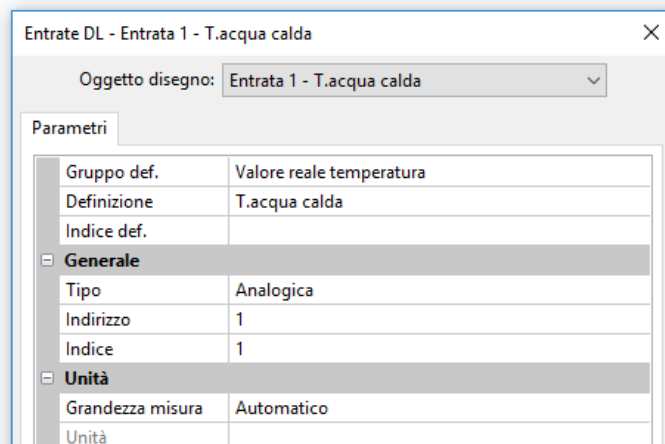 Entrate DL - Entrata 1 - T.acqua calda
Oggetto disegno: Entrata 1 - T.acqua calda
Parametri
Gruppo def. Valore reale temperatura
Definizione T.acqua calda
Indice def.
Generale
Tipo Analogica
Indirizzo 1
Indice 1
Unità
Grandezza misura Automatico
Unità